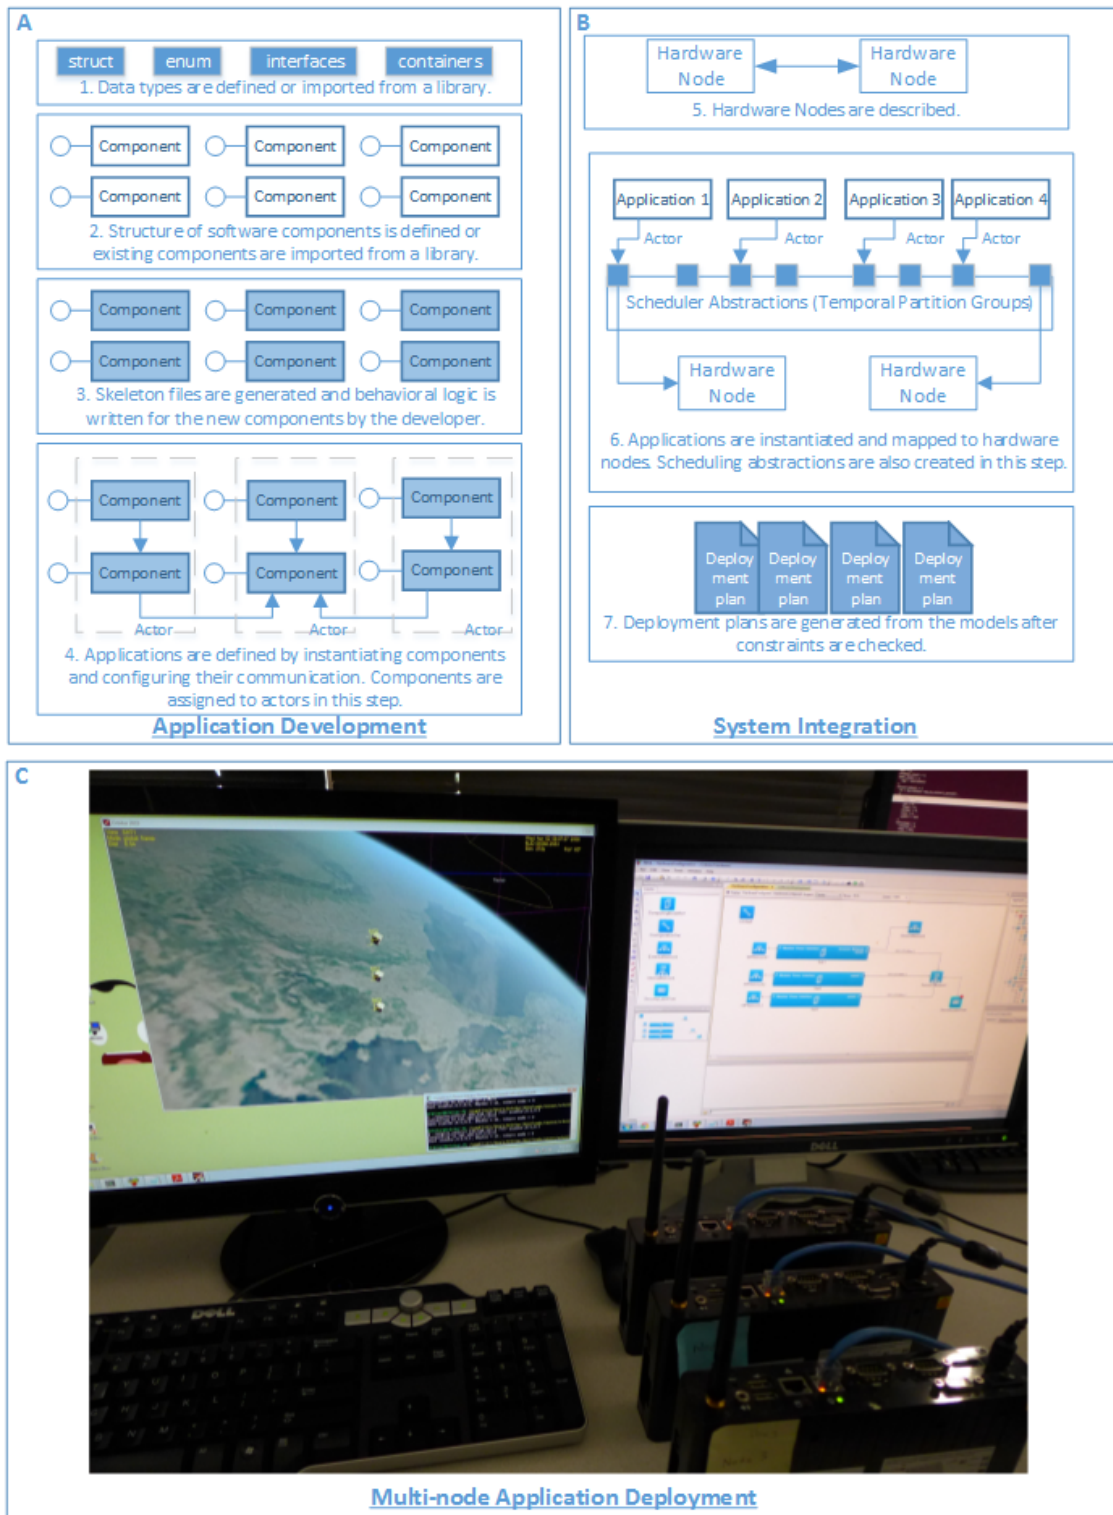 A
struct enum interfaces containers
1. Data types are defined or imported from a library.
Component Component Component
Component Component Component
2. Structure of software components is defined or
existing components are imported from a library.
Component Component Component
Component Component Component
3. Skeleton files are generated and behavioral logic is
written for the new components by the developer.
Component Component Component
Component Component Component
Actor Actor Actor
4. Applications are defined by instantiating components
and configuring their communication. Components are
assigned to actors in this step.
Application Development
B
Hardware
Node
Hardware
Node
5. Hardware Nodes are described.
Application 1 Application 2 Application 3 Application 4
Actor Actor Actor Actor
Scheduler Abstractions (Temporal Partition Groups)
Hardware
Node
Hardware
Node
6. Applications are instantiated and mapped to hardware
nodes. Scheduling abstractions are also created in this step.
Deploy
ment
plan
Deploy
ment
plan
Deploy
ment
plan
Deploy
ment
plan
7. Deployment plans are generated from the models after
constraints are checked.
System Integration
C
DELL
DELL
Multi-node Application Deployment